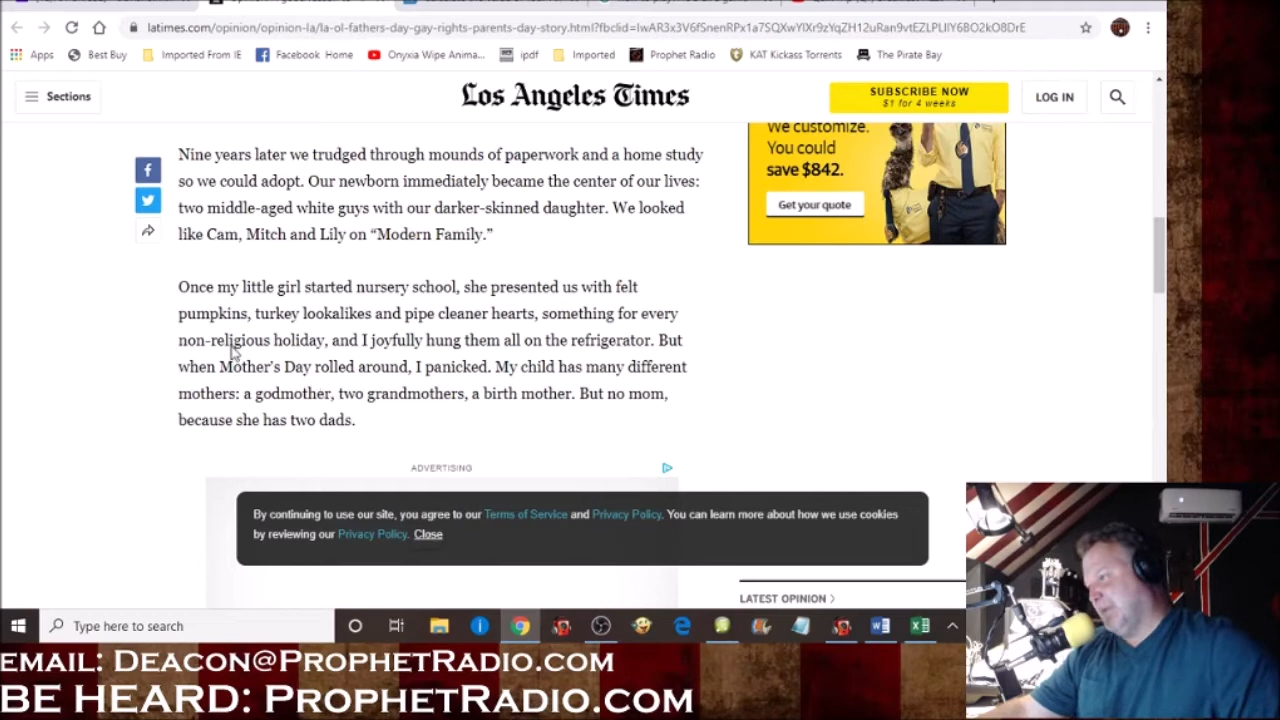 latimes.com/opinion/opinion-la/la-ol-fathers-day-gay-rights-parents-day-story.html?fbclid=
Apps Best Buy Imported From IE Facebook Home Onyxia Wipe Anima... ipdf Imported Prophet Radio KAT Kickass Torrents The Pirate Bay
Sections
Los Angeles Times
SUBSCRIBE NOW
$1 for 4 weeks
LOG IN
We customize.
You could
save $842.
Get your quote
Nine years later we trudged through mounds of paperwork and a home study
so we could adopt. Our newborn immediately became the center of our lives:
two middle-aged white guys with our darker-skinned daughter. We looked
like Cam, Mitch and Lily on “Modern Family.”
Once my little girl started nursery school, she presented us with felt
pumpkins, turkey lookalikes and pipe cleaner hearts, something for every
non-religious holiday, and I joyfully hung them all on the refrigerator. But
when Mother's Day rolled around, I panicked. My child has many different
mothers: a godmother, two grandmothers, a birth mother. But no mom,
because she has two dads.
ADVERTISING
By continuing to use our site, you agree to our Terms of Service and Privacy Policy. You can learn more about how we use cookies
by reviewing our Privacy Policy. Close
LATEST OPINION >
Type here to search
EMAIL: DEACON@PROPHETRADIO.COM
BE HEARD: PROPHETRADIO.COM